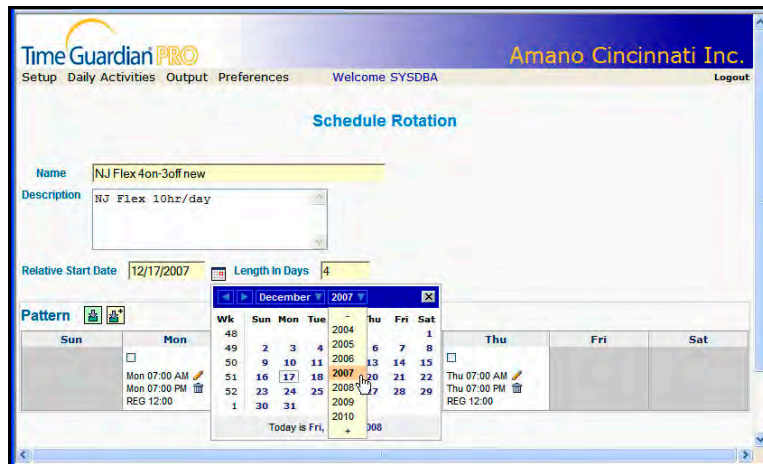 Time Guardian PRO
Amano Cincinnati Inc.
Setup Daily Activities Output Preferences Welcome SYSDBA Logout
Schedule Rotation
Name NJ Flex 4on-3off new
Description NJ Flex 10hr/day
Relative Start Date 12/17/2007 Length In Days 4
December 2007 X
Pattern
Wk Sun Mon Tue hu Fri Sat
48 1
49 2 3 4 6 7 8
50 9 10 11 13 14 15
51 16 17 18 20 21 22
52 23 24 25 27 28 29
1 30 31
-
2004
2005
2006
2007
2008
2009
2010
+
Today is Fri, 008
Sun Mon Thu Fri Sat
Mon 07:00 AM
Mon 07:00 PM
REG 12:00
Thu 07:00 AM
Thu 07:00 PM
REG 12:00